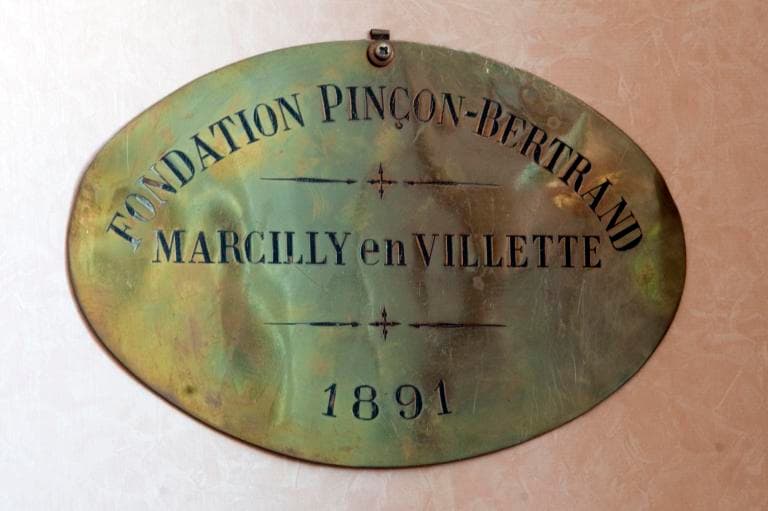 FONDATION PINÇON-BERTRAND
MARCILLY en VILLETTE
1891